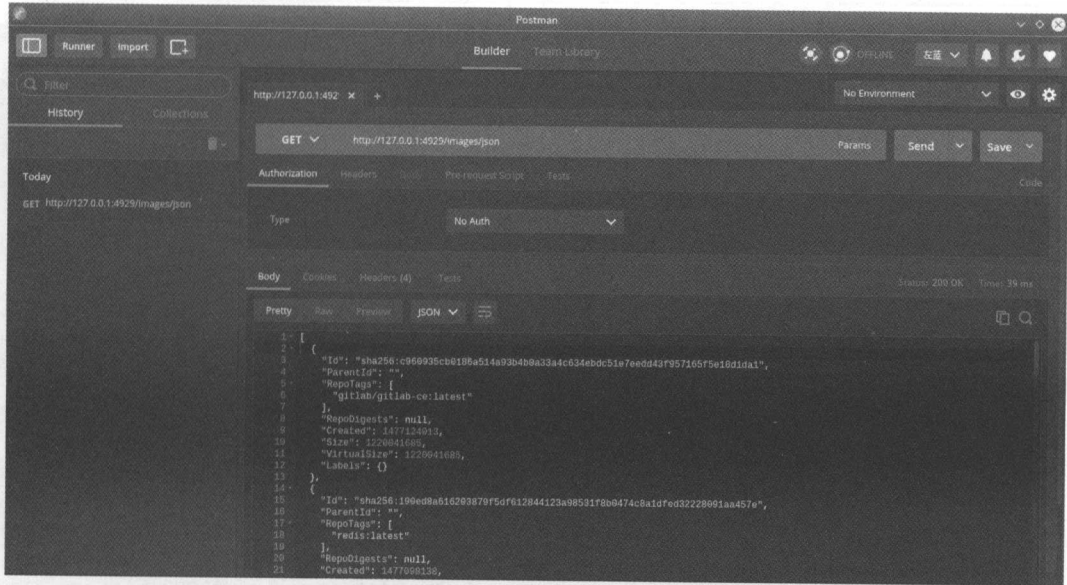 Postman
Runner Import Builder Team Library OFFLINE 左蓝
Filter
History Collections
http://127.0.0.1:492 × + No Environment
GET http://127.0.0.1:4929/images/json Params Send Save
Today
GET http://127.0.0.1:4929/images/json
Authorization Headers Body Pre-request Script Tests Code
Type No Auth
Body Cookies Headers (4) Tests Status: 200 OK Time: 39 ms
Pretty Raw Preview JSON
1 [
2 {
3 "Id": 
4 "ParentId": "",
5 "RepoTags": [
6 "gitlab/gitlab-ce:latest"
7 ],
8 "RepoDigests": null,
9 "Created": 1477124013,
10 "Size": 1220041685,
11 "VirtualSize": 1220041685,
12 "Labels": {}
13 },
14 {
15 "Id": 
16 "ParentId": "",
17 "RepoTags": [
18 "redis:latest"
19 ],
20 "RepoDigests": null,
21 "Created": 1477090138,